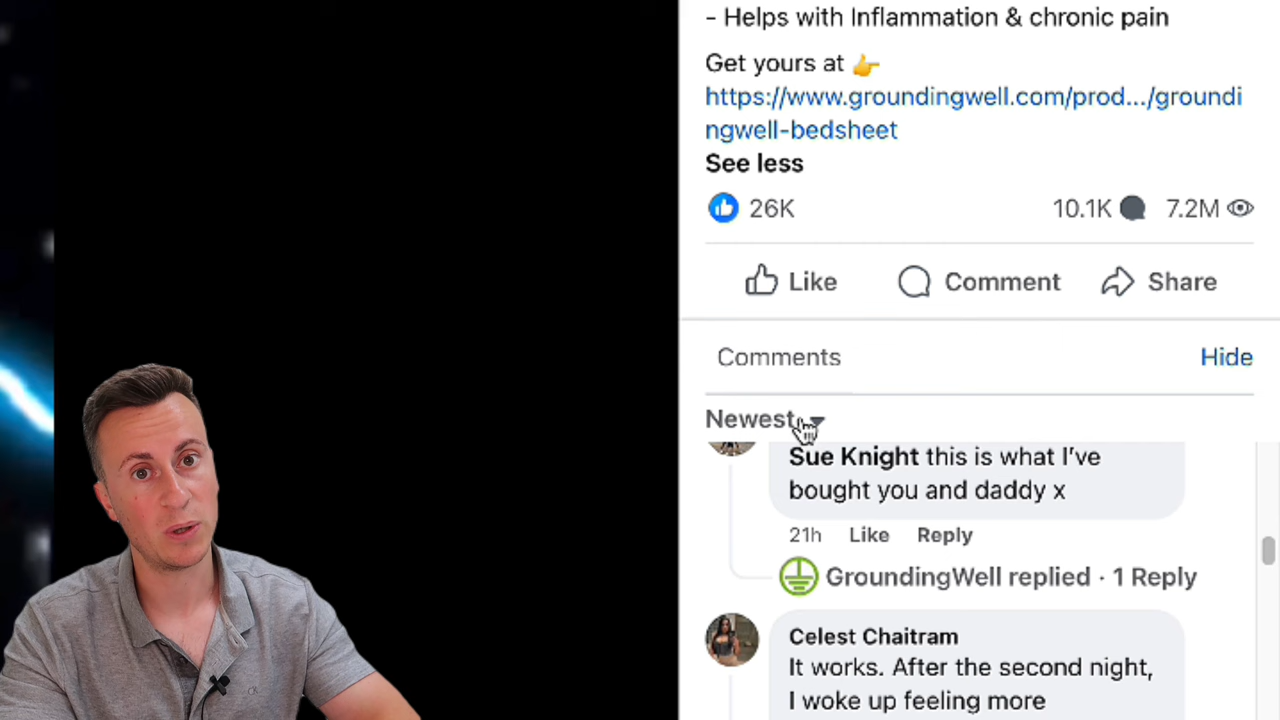 - Helps with Inflammation & chronic pain
Get yours at 👉
https://www.groundingwell.com/prod.../groundi
ngwell-bedsheet
See less
26K
10.1K 7.2M
Like Comment Share
Comments Hide
Newest
Sue Knight this is what I've
bought you and daddy x
21h Like Reply
GroundingWell replied · 1 Reply
Celest Chaitram
It works. After the second night,
I woke up feeling more